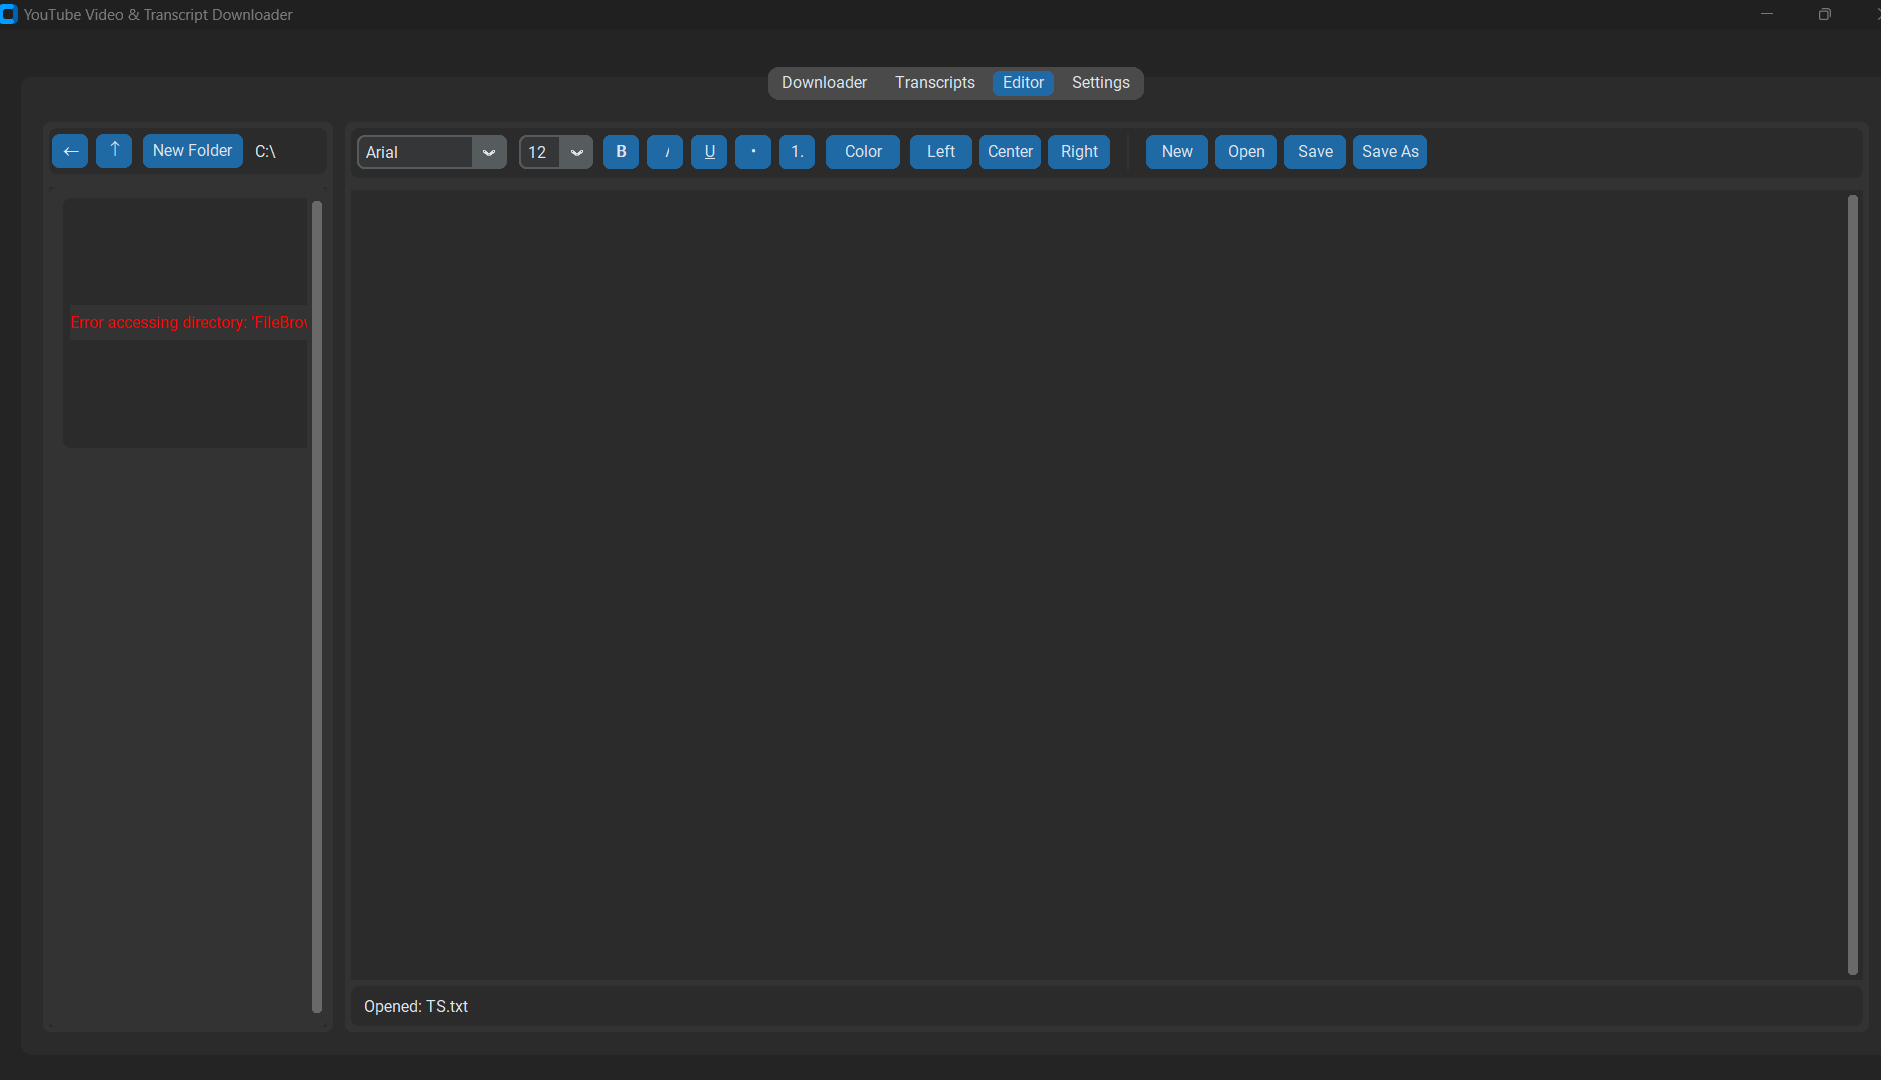 YouTube Video & Transcript Downloader
Downloader Transcripts Editor Settings
← ↑ New Folder C:\
Arial 12 B I U • 1. Color Left Center Right New Open Save Save As
Error accessing directory: 'FileBro
Opened: TS.txt